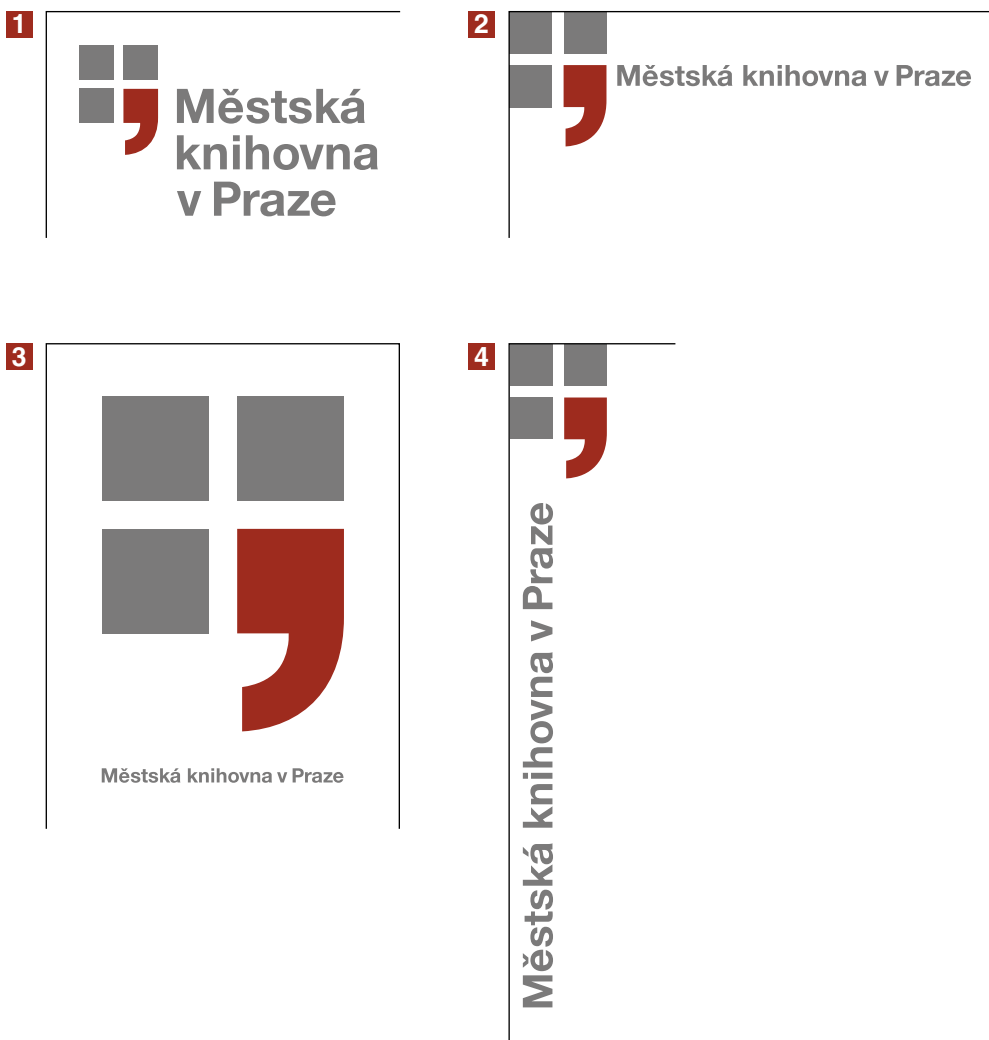 1
Městská
knihovna
v Praze
2
Městská knihovna v Praze
3
Městská knihovna v Praze
4
Městská knihovna v Praze